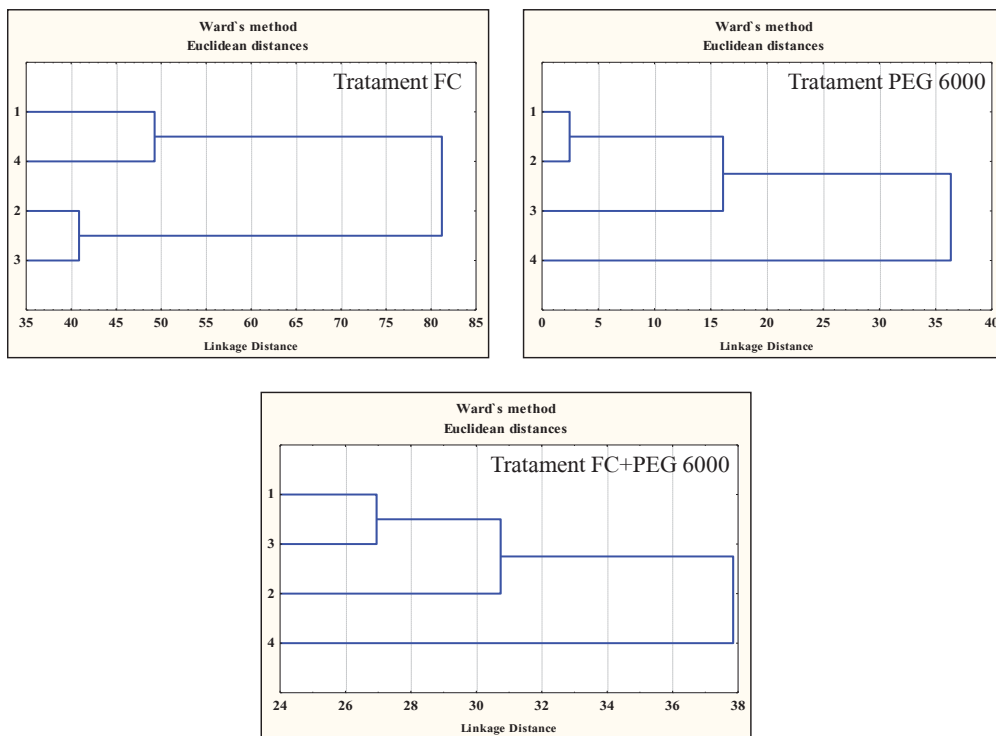 Ward`s method
Euclidean distances
Tratament FC
1
4
2
3
35 40 45 50 55 60 65 70 75 80 85
Linkage Distance
Ward`s method
Euclidean distances
Tratament PEG 6000
1
2
3
4
0 5 10 15 20 25 30 35 40
Linkage Distance
Ward`s method
Euclidean distances
Tratament FC+PEG 6000
1
3
2
4
24 26 28 30 32 34 36 38
Linkage Distance